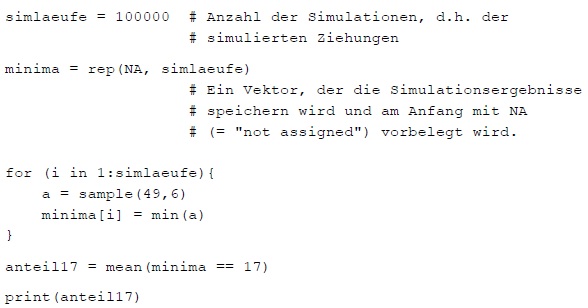 simlaeufe = 100000  # Anzahl der Simulationen, d.h. der
                    # simulierten Ziehungen
minima = rep(NA, simlaeufe)
                    # Ein Vektor, der die Simulationsergebnisse
                    # speichern wird und am Anfang mit NA
                    # (= "not assigned") vorbelegt wird.
for (i in 1:simlaeufe){
    a = sample(49,6)
    minima[i] = min(a)
}
anteil17 = mean(minima == 17)
print(anteil17)